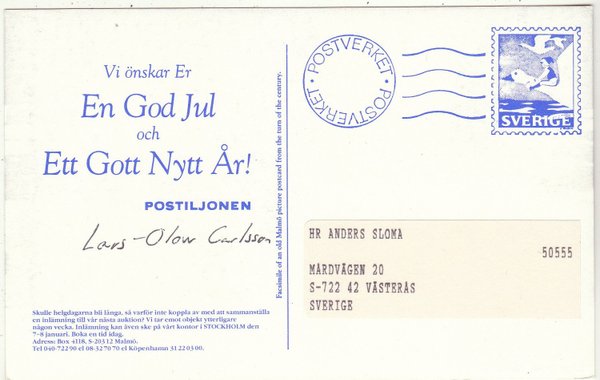 Vi önskar Er
En God Jul
och
Ett Gott Nytt År!
POSTILJONEN
Lars-Olow Carlsson
Skulle helgdagarna bli långa, så varför inte koppla av med att sammanställa
en inlämning till vår nästa auktion? Vi tar emot objekt ytterligare
någon vecka. Inlämning kan även ske på vårt kontor i STOCKHOLM den
7–8 januari. Boka en tid idag.
Adress: Box 4118, S-203 12 Malmö.
Tel 040-722 90 el 08-32 70 70 el Köpenhamn 31 22 03 00.
Facsimile of an old Malmö picture postcard from the turn of the century.
POSTVERKET · POSTVERKET ·
SVERIGE
HR ANDERS SLOMA
50555
MÅRDVÄGEN 20
S-722 42 VÄSTERÅS
SVERIGE